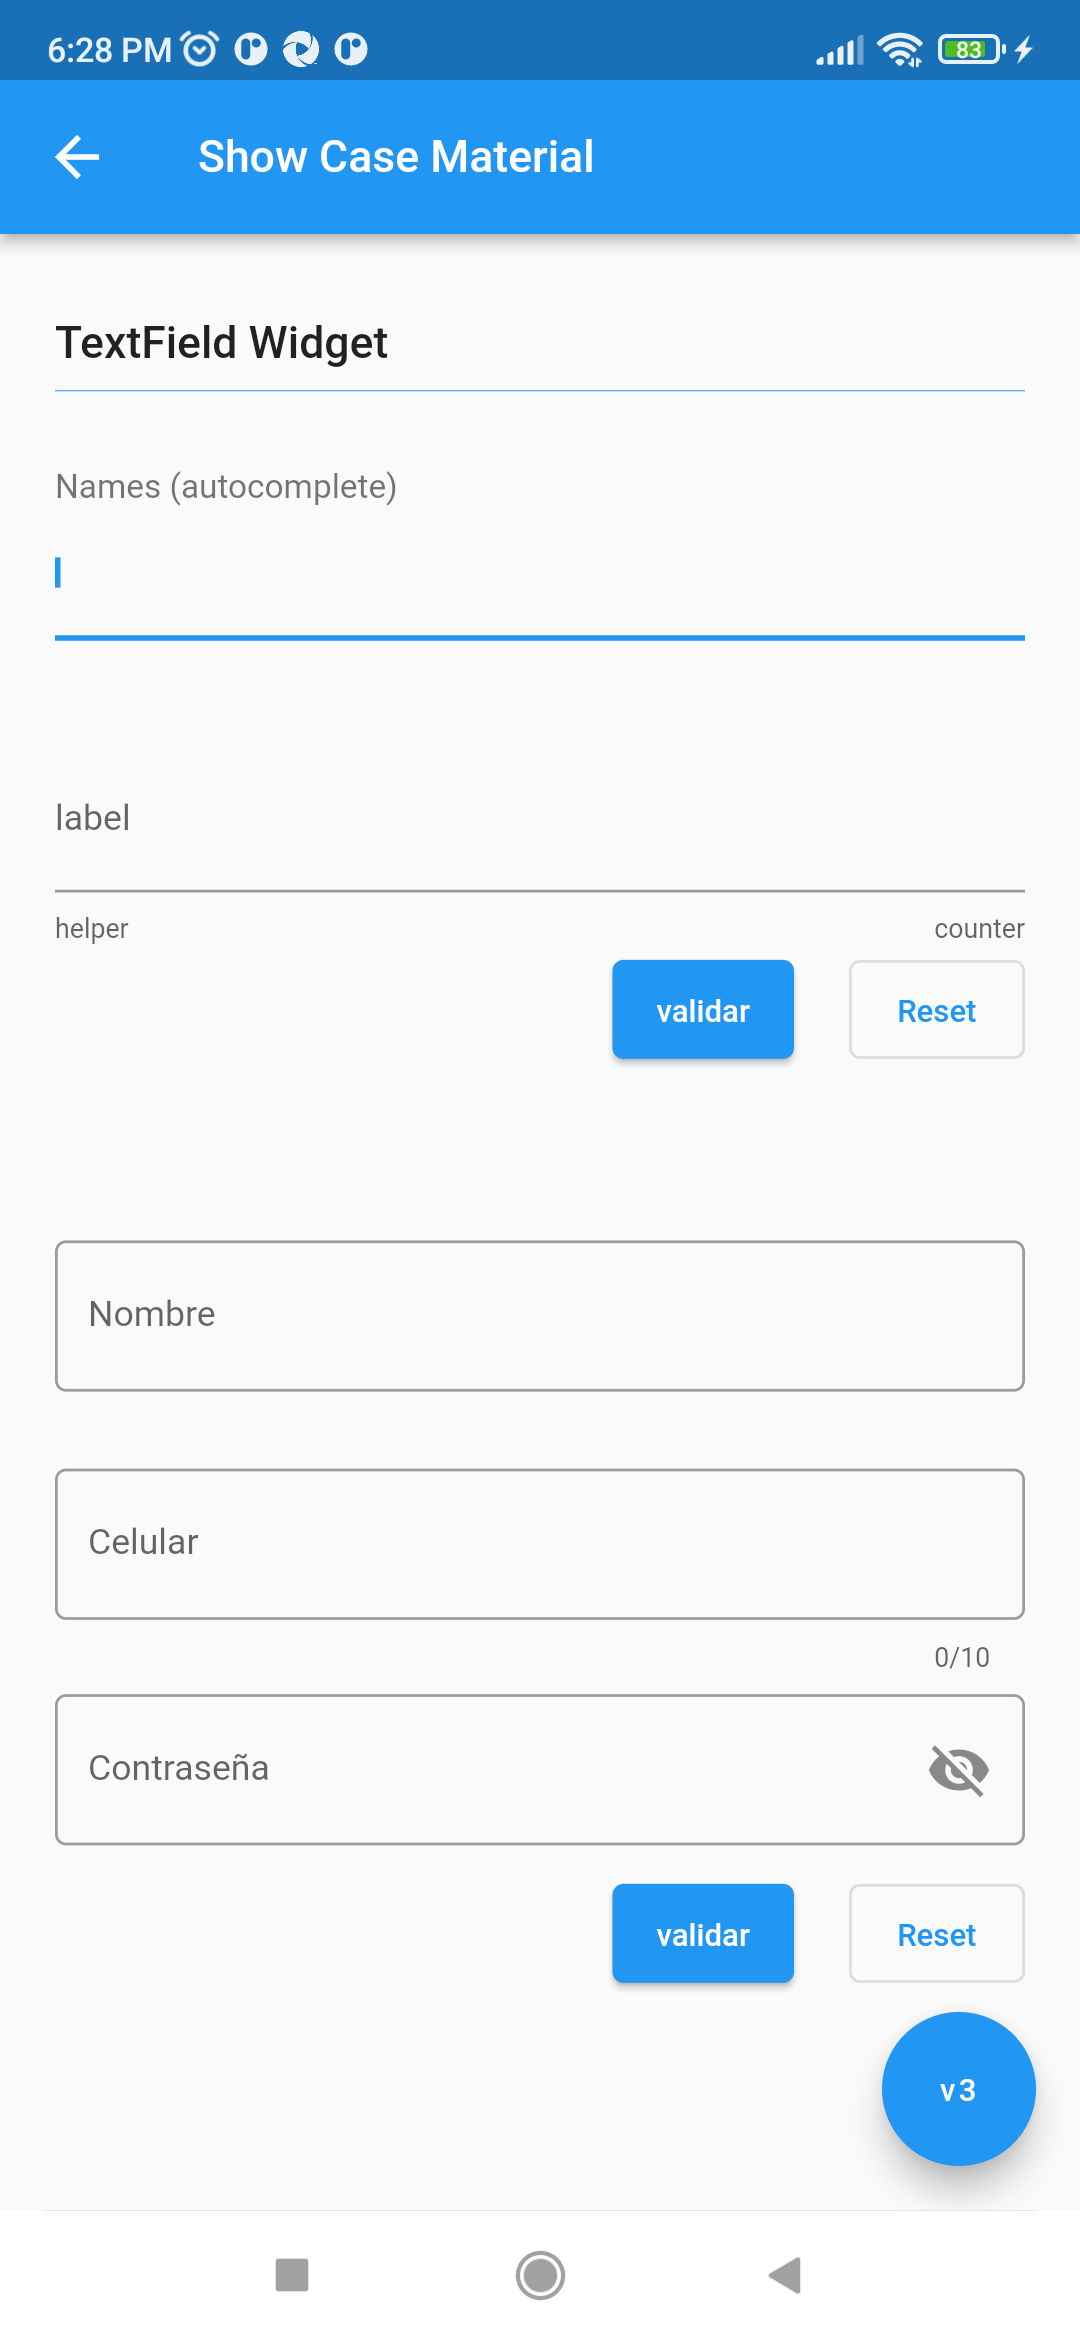 6:28 PM 83
Show Case Material
TextField Widget
Names (autocomplete)
label
helper counter
validar Reset
Nombre
Celular
0/10
Contraseña
validar Reset
v3